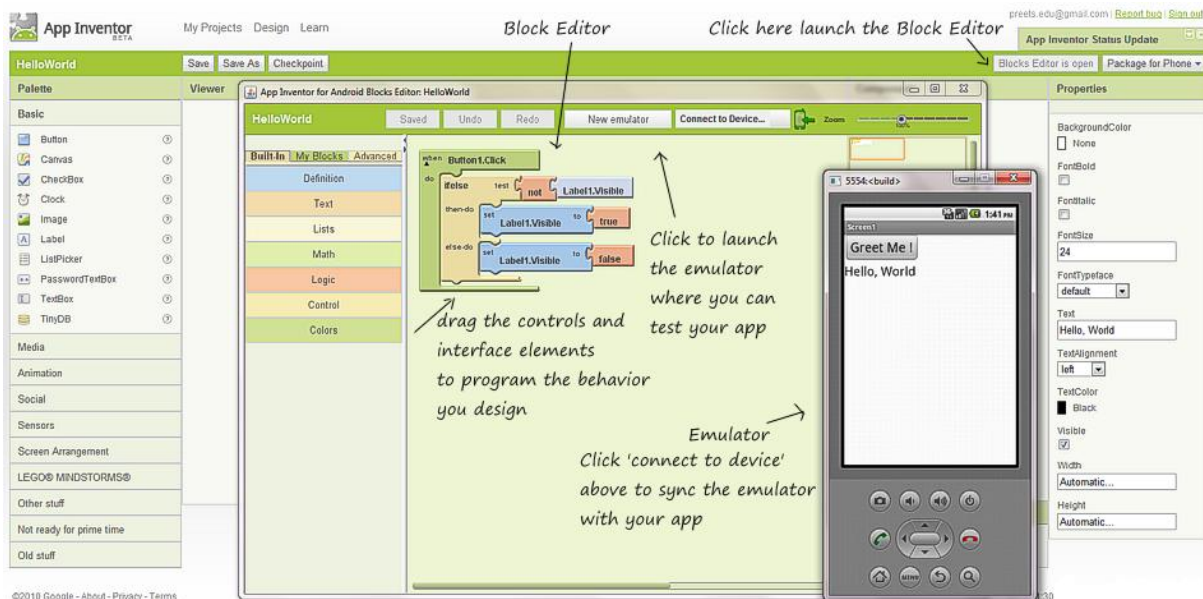 preets.edu@gmail.com | Report bug | Sign out
App Inventor
BETA
My Projects Design Learn
Block Editor
Click here launch the Block Editor
App Inventor Status Update
HelloWorld
Save Save As Checkpoint
Blocks Editor is open Package for Phone
Palette
Viewer
Properties
App Inventor for Android Blocks Editor: HelloWorld
HelloWorld
Saved Undo Redo New emulator Connect to Device... Zoom
Basic
Button
Canvas
CheckBox
Clock
Image
Label
ListPicker
PasswordTextBox
TextBox
TinyDB
Media
Animation
Social
Sensors
Screen Arrangement
LEGO® MINDSTORMS®
Other stuff
Not ready for prime time
Old stuff
Built-In My Blocks Advanced
Definition
Text
Lists
Math
Logic
Control
Colors
when Button1.Click
do ifelse test not Label1.Visible
then-do set Label1.Visible to true
else-do set Label1.Visible to false
Click to launch
the emulator
where you can
test your app
drag the controls and
interface elements
to program the behavior
you design
Emulator
Click 'connect to device'
above to sync the emulator
with your app
5554:<build>
1:41 PM
Screen1
Greet Me !
Hello, World
MENU
BackgroundColor
None
FontBold
FontItalic
FontSize
24
FontTypeface
default
Text
Hello, World
TextAlignment
left
TextColor
Black
Visible
Width
Automatic...
Height
Automatic...
©2010 Google - About - Privacy - Terms